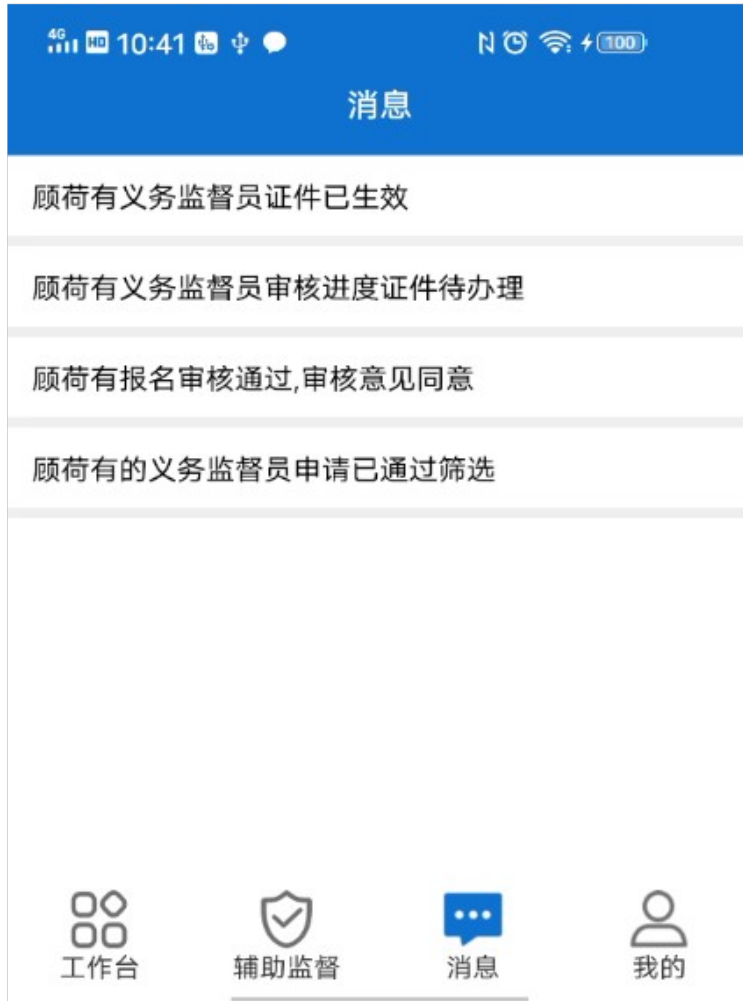 4G HD 10:41 100
消息
顾荷有义务监督员证件已生效
顾荷有义务监督员审核进度证件待办理
顾荷有报名审核通过,审核意见同意
顾荷有的义务监督员申请已通过筛选
工作台 辅助监督 消息 我的